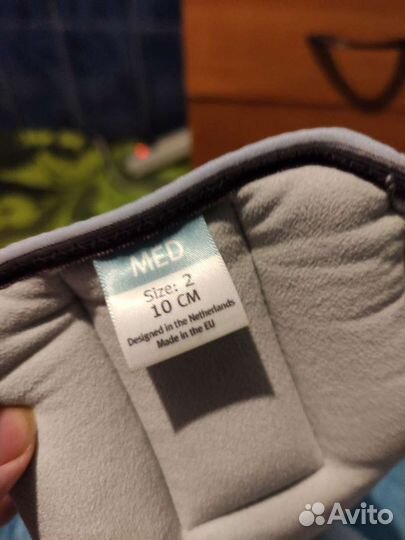 MED
Size: 2
10 CM
Designed in the Netherlands
Made in the EU
Avito